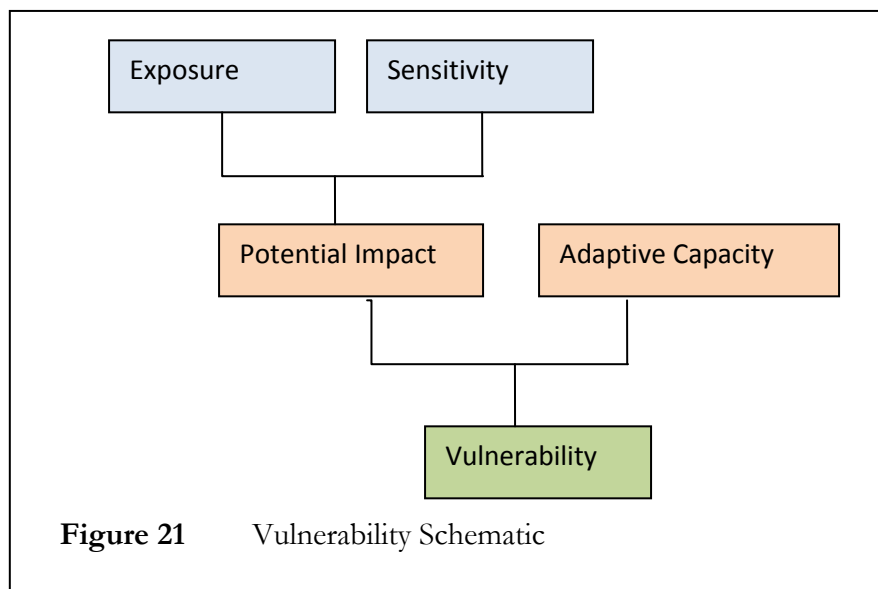 Exposure
Sensitivity
Potential Impact
Adaptive Capacity
Vulnerability
Figure 21 Vulnerability Schematic